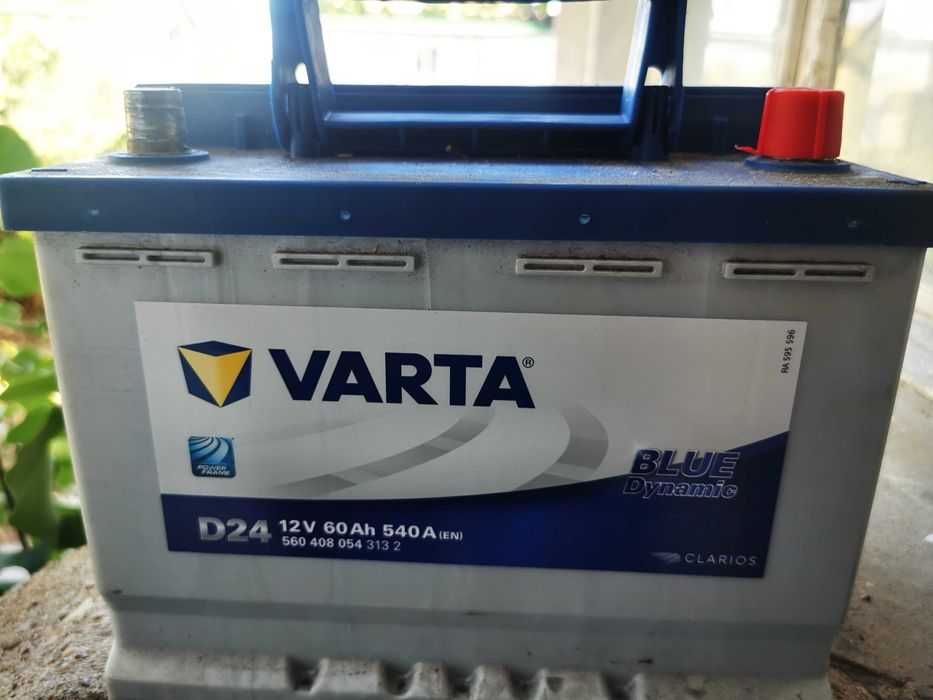 RA 595 596
VARTA®
POWER
FRAME
BLUE
Dynamic
D24 12V 60Ah 540A (EN)
560 408 054 313 2
CLARIOS